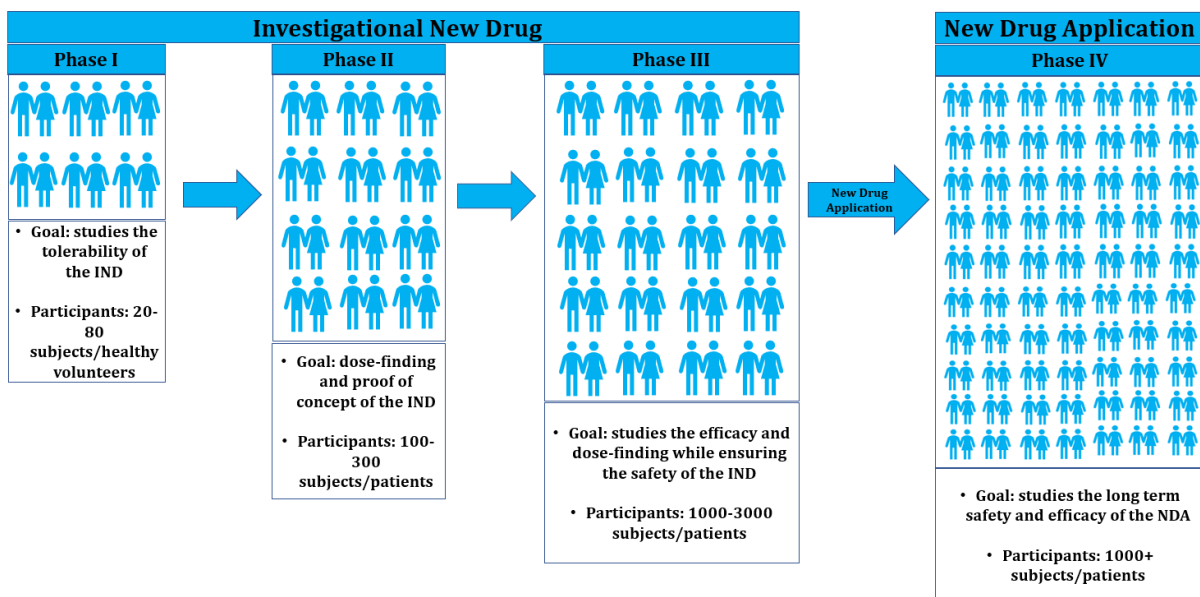 Investigational New Drug
Phase I
• Goal: studies the
tolerability of
the IND
• Participants: 20-
80
subjects/healthy
volunteers
Phase II
• Goal: dose-finding
and proof of
concept of the IND
• Participants: 100-
300
subjects/patients
Phase III
• Goal: studies the efficacy and
dose-finding while ensuring
the safety of the IND
• Participants: 1000-3000
subjects/patients
New Drug
Application
New Drug Application
Phase IV
• Goal: studies the long term
safety and efficacy of the NDA
• Participants: 1000+
subjects/patients